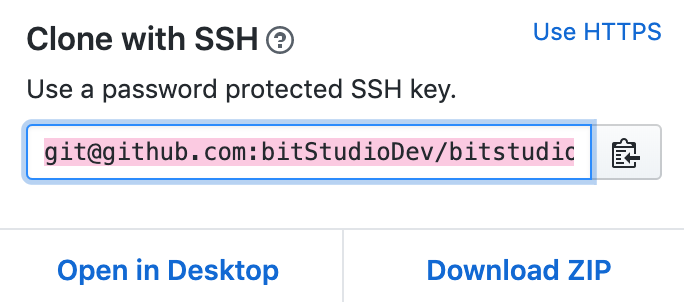 Clone with SSH ?
Use HTTPS
Use a password protected SSH key.
git@github.com:bitStudioDev/bitstudio
Open in Desktop
Download ZIP